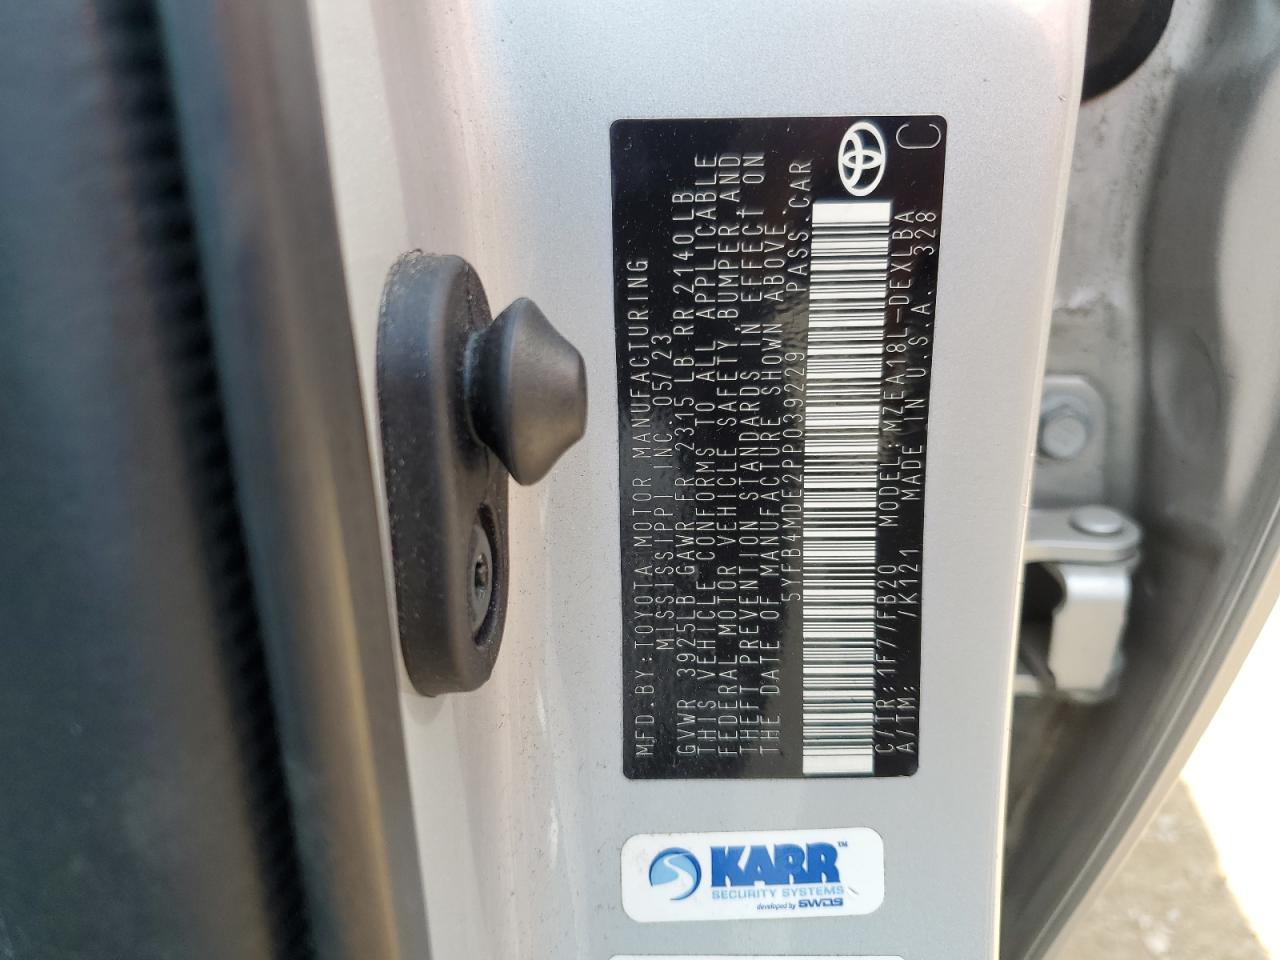 MFD.BY:TOYOTA MOTOR MANUFACTURING
MISSISSIPPI INC. 05/23
GVWR 3925LB GAWR FR 2315 LB RR 2140 LB
THIS VEHICLE CONFORMS TO ALL APPLICABLE
FEDERAL MOTOR VEHICLE SAFETY, BUMPER, AND
THEFT PREVENTION STANDARDS IN EFFECT ON
THE DATE OF MANUFACTURE SHOWN ABOVE.
5YFB4MDE2PP039229 PASS.CAR
C/TR:1F7/FB20 MODEL:MZEA18L-DEXLBA
A/TM: /K121 MADE IN U.S.A. 328
C
KARR™
SECURITY SYSTEMS
developed by SWDS